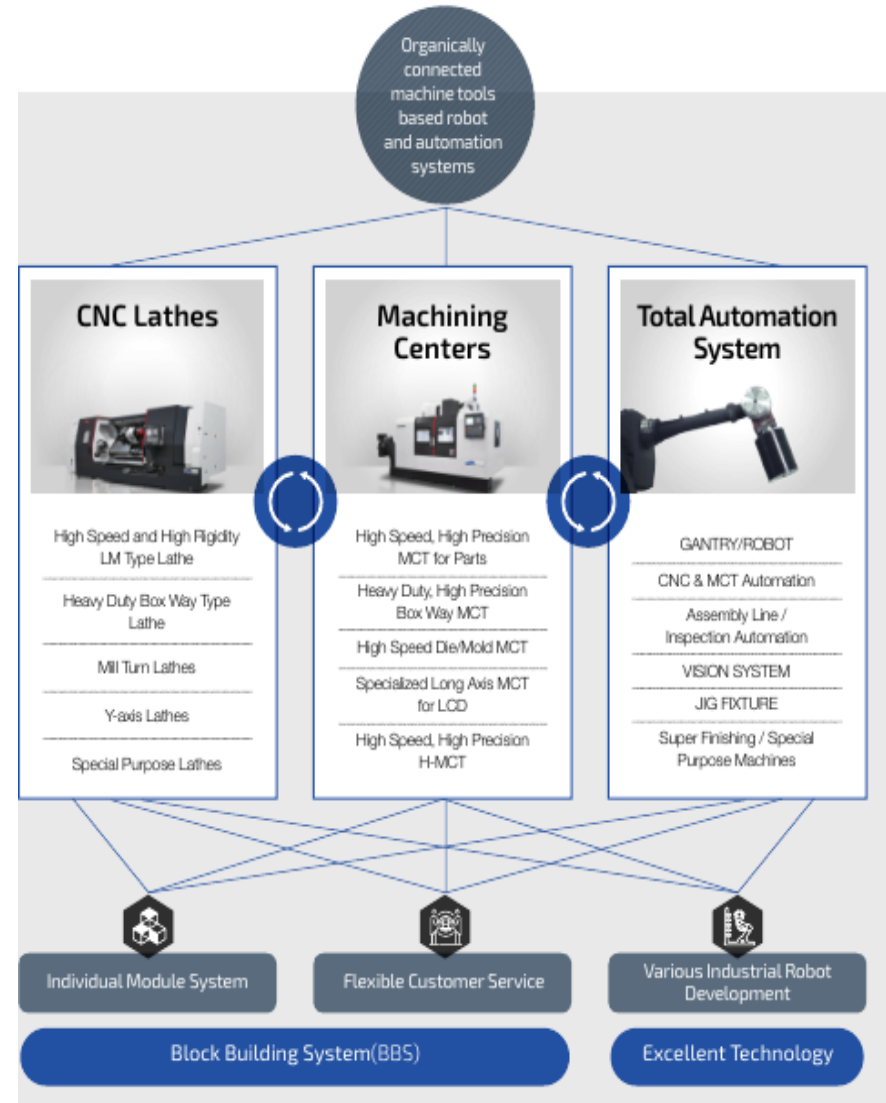 Organically
connected
machine tools
based robot
and automation
systems
CNC Lathes
High Speed and High Rigidity
LM Type Lathe
Heavy Duty Box Way Type
Lathe
Mill Turn Lathes
Y-axis Lathes
Special Purpose Lathes
Machining
Centers
High Speed, High Precision
MCT for Parts
Heavy Duty, High Precision
Box Way MCT
High Speed Die/Mold MCT
Specialized Long Axis MCT
for LCD
High Speed, High Precision
H-MCT
Total Automation
System
GANTRY/ROBOT
CNC & MCT Automation
Assembly Line /
Inspection Automation
VISION SYSTEM
JIG FIXTURE
Super Finishing / Special
Purpose Machines
Individual Module System
Flexible Customer Service
Various Industrial Robot
Development
Block Building System(BBS)
Excellent Technology